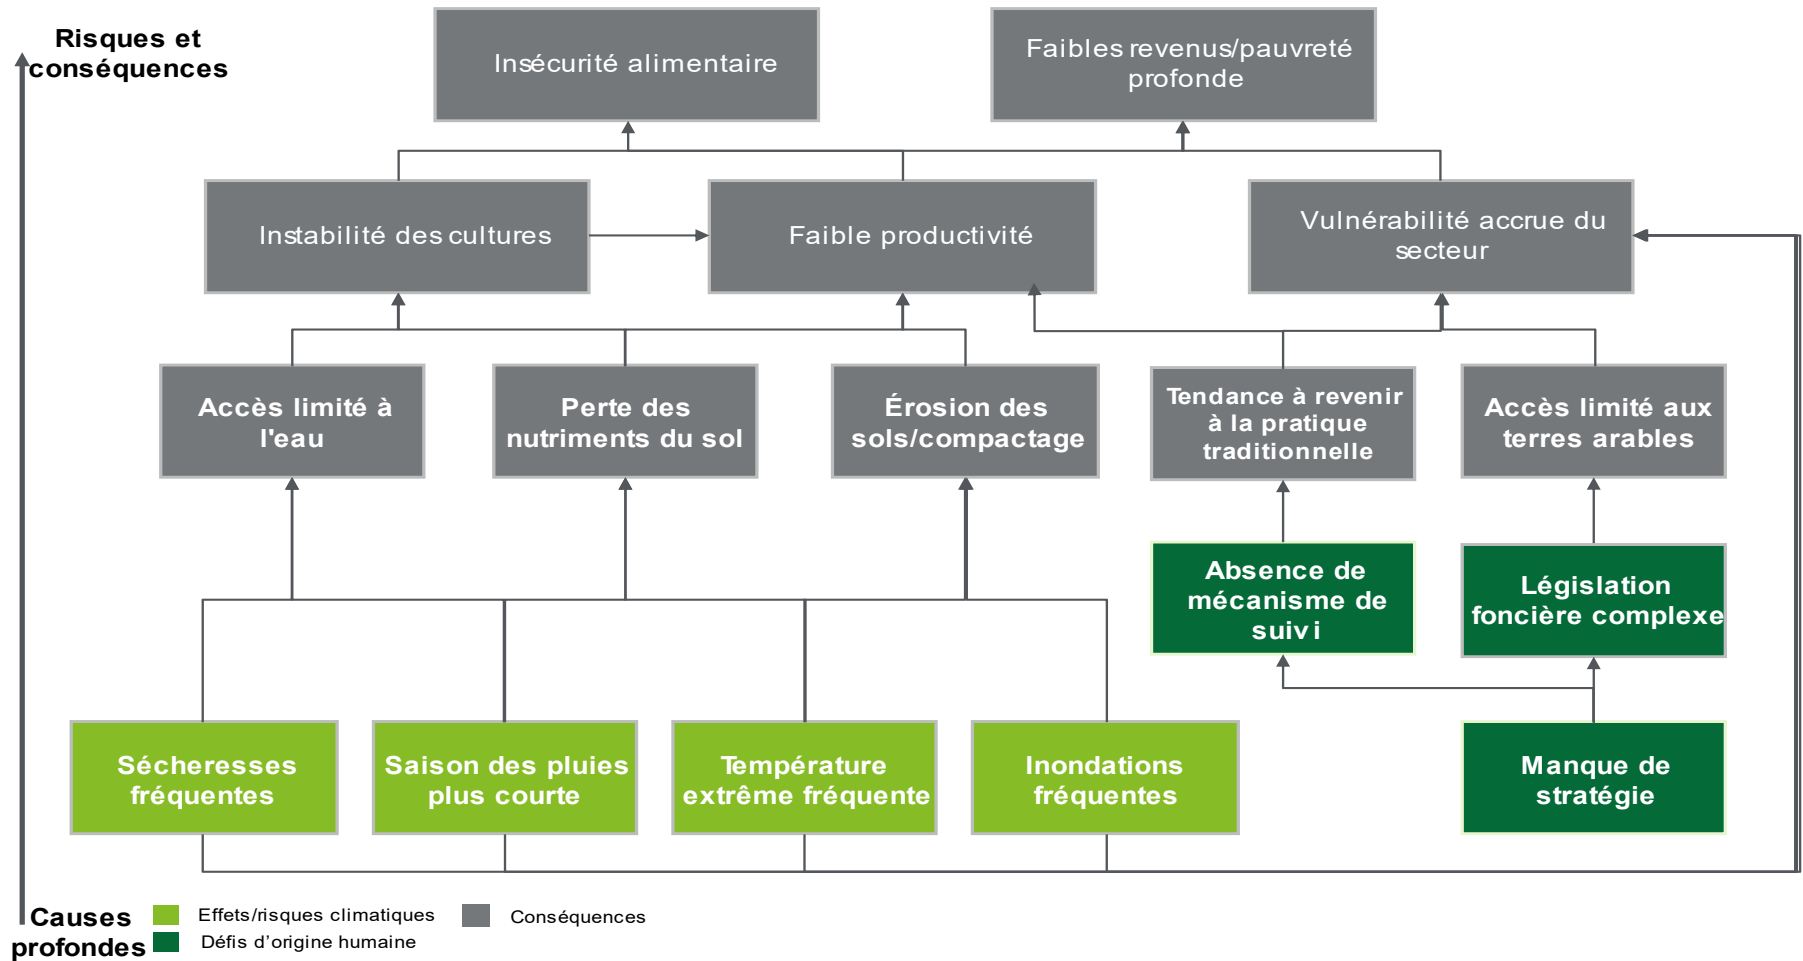 Risques et
conséquences
Insécurité alimentaire
Faibles revenus/pauvreté
profonde
Instabilité des cultures
Faible productivité
Vulnérabilité accrue du
secteur
Accès limité à
l'eau
Perte des
nutriments du sol
Érosion des
sols/compactage
Tendance à revenir
à la pratique
traditionnelle
Accès limité aux
terres arables
Absence de
mécanisme de
suivi
Législation
foncière complexe
Sécheresses
fréquentes
Saison des pluies
plus courte
Température
extrême fréquente
Inondations
fréquentes
Manque de
stratégie
Causes
profondes
Effets/risques climatiques
Conséquences
Défis d’origine humaine